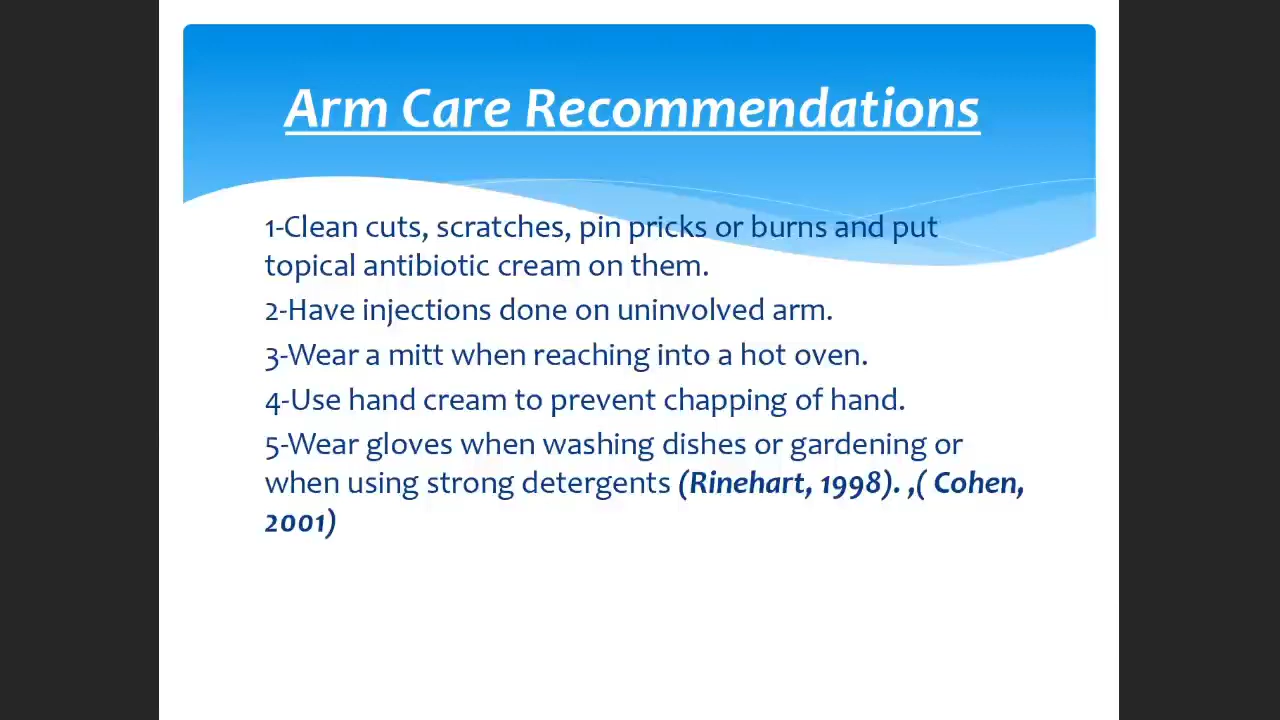 Arm Care Recommendations
1-Clean cuts, scratches, pin pricks or burns and put
topical antibiotic cream on them.
2-Have injections done on uninvolved arm.
3-Wear a mitt when reaching into a hot oven.
4-Use hand cream to prevent chapping of hand.
5-Wear gloves when washing dishes or gardening or
when using strong detergents (Rinehart, 1998). ,( Cohen,
2001)